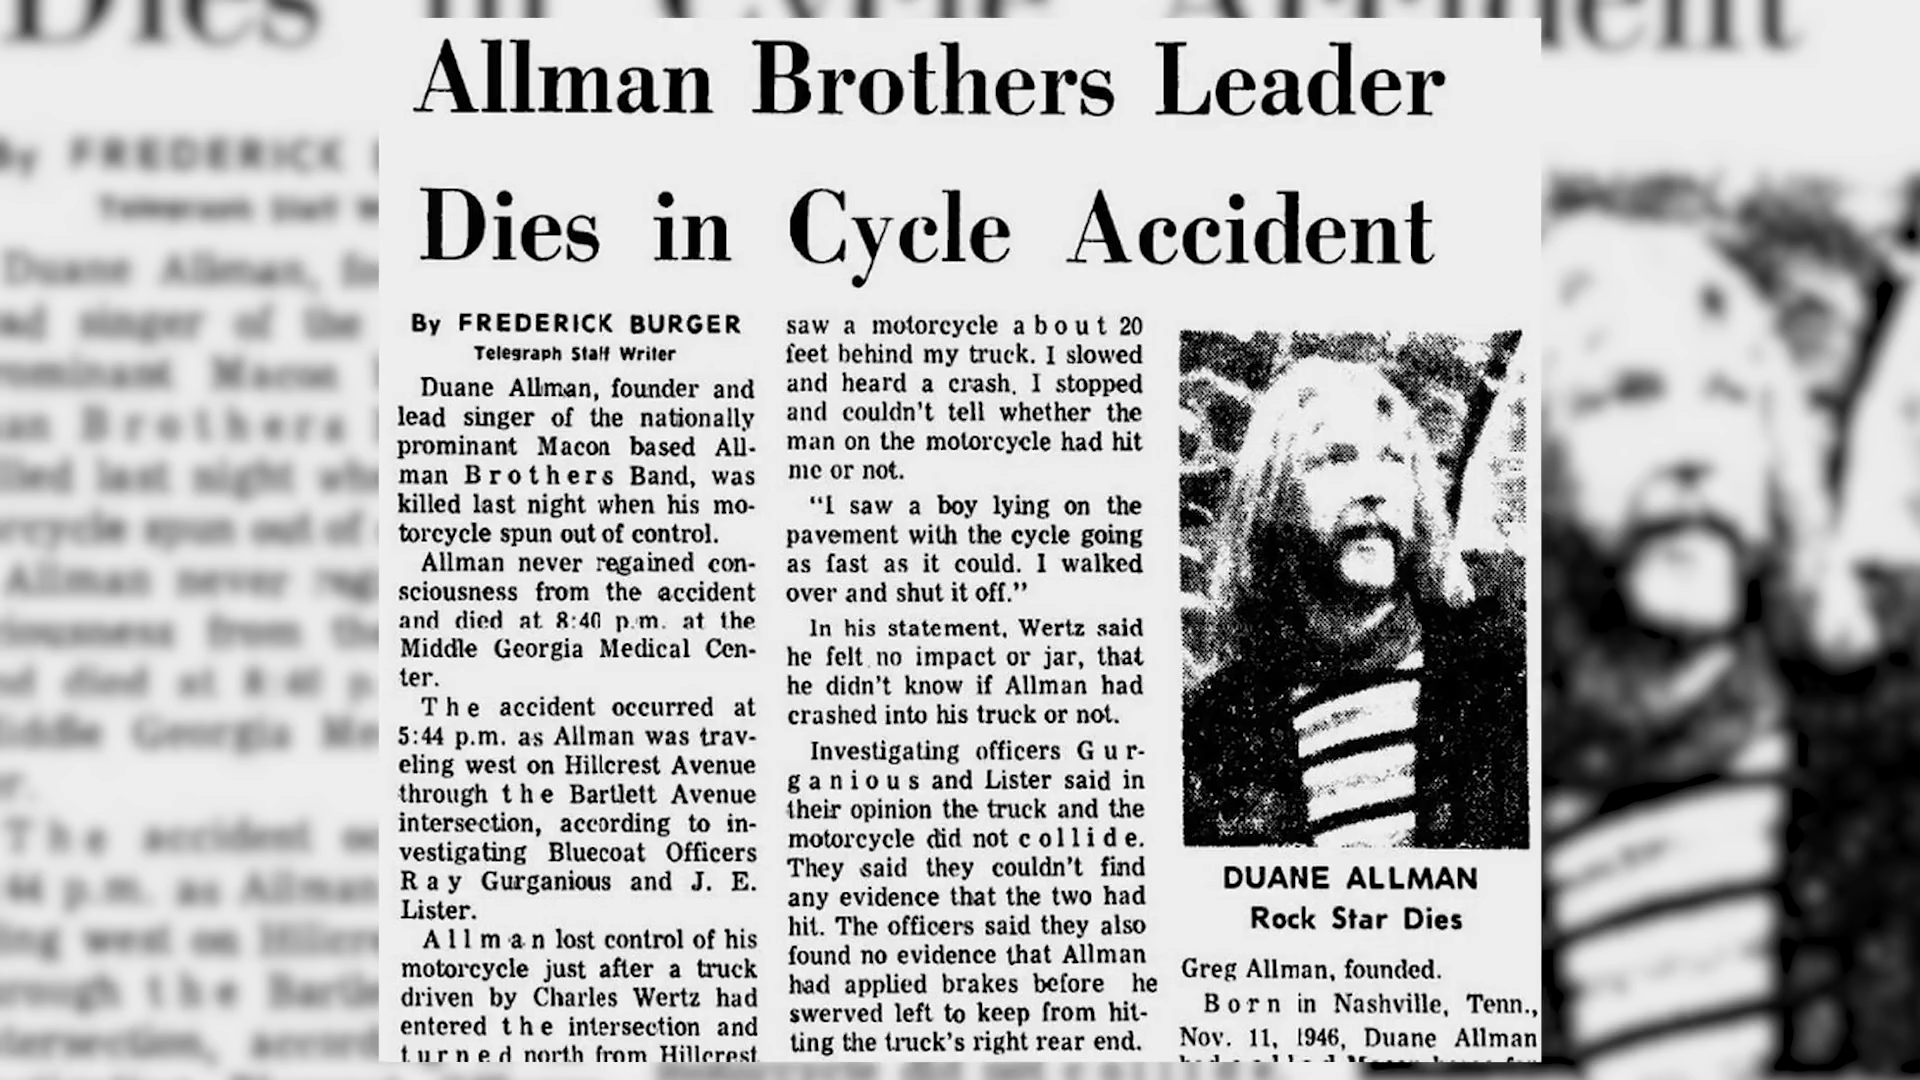 Allman Brothers Leader
Dies in Cycle Accident
By FREDERICK BURGER
Telegraph Staff Writer
Duane Allman, founder and
lead singer of the nationally
prominant Macon based All-
man Brothers Band, was
killed last night when his mo-
torcycle spun out of control.
Allman never regained con-
sciousness from the accident
and died at 8:40 p.m. at the
Middle Georgia Medical Cen-
ter.
The accident occurred at
5:44 p.m. as Allman was trav-
eling west on Hillcrest Avenue
through the Bartlett Avenue
intersection, according to in-
vestigating Bluecoat Officers
Ray Gurganious and J. E.
Lister.
Allman lost control of his
motorcycle just after a truck
driven by Charles Wertz had
entered the intersection and
turned north from Hillcrest
saw a motorcycle about 20
feet behind my truck. I slowed
and heard a crash. I stopped
and couldn't tell whether the
man on the motorcycle had hit
me or not.
"I saw a boy lying on the
pavement with the cycle going
as fast as it could. I walked
over and shut it off."
In his statement, Wertz said
he felt no impact or jar, that
he didn't know if Allman had
crashed into his truck or not.
Investigating officers Gur-
ganious and Lister said in
their opinion the truck and the
motorcycle did not collide.
They said they couldn't find
any evidence that the two had
hit. The officers said they also
found no evidence that Allman
had applied brakes before he
swerved left to keep from hit-
ting the truck's right rear end.
DUANE ALLMAN
Rock Star Dies
Greg Allman, founded.
Born in Nashville, Tenn.,
Nov. 11, 1946, Duane Allman